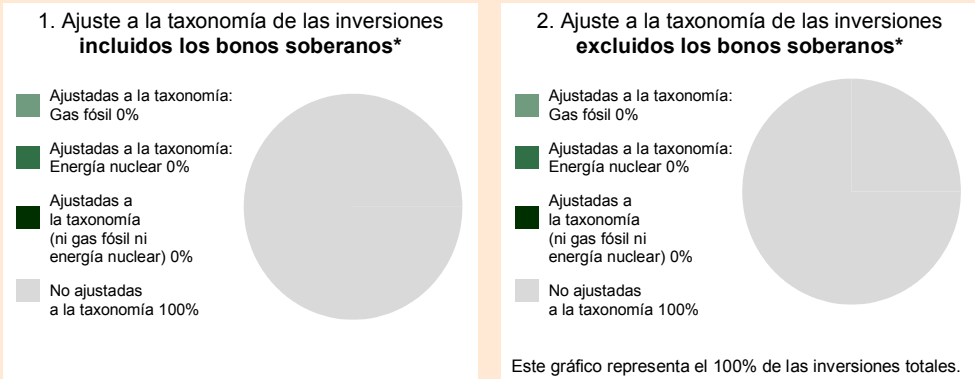 1. Ajuste a la taxonomía de las inversiones
incluidos los bonos soberanos*
Ajustadas a la taxonomía:
Gas fósil 0%
Ajustadas a la taxonomía:
Energía nuclear 0%
Ajustadas a
la taxonomía
(ni gas fósil ni
energía nuclear) 0%
No ajustadas
a la taxonomía 100%
2. Ajuste a la taxonomía de las inversiones
excluidos los bonos soberanos*
Ajustadas a la taxonomía:
Gas fósil 0%
Ajustadas a la taxonomía:
Energía nuclear 0%
Ajustadas a
la taxonomía
(ni gas fósil ni
energía nuclear) 0%
No ajustadas
a la taxonomía 100%
Este gráfico representa el 100% de las inversiones totales.